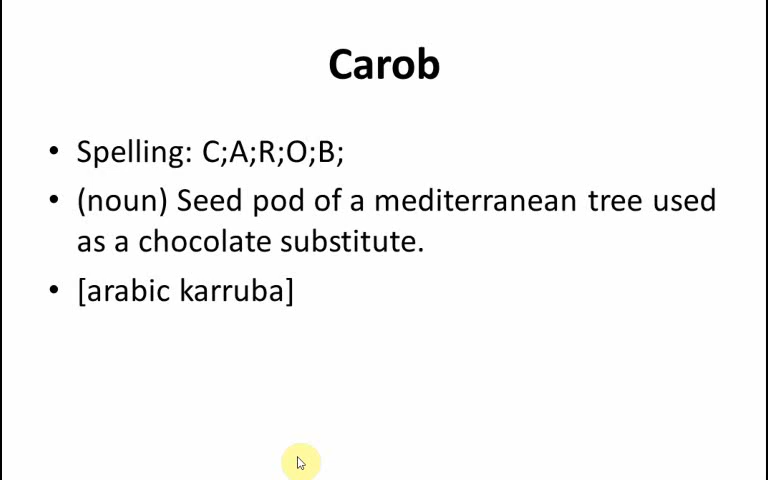 Carob
• Spelling: C;A;R;O;B;
• (noun) Seed pod of a mediterranean tree used
as a chocolate substitute.
• [arabic karruba]